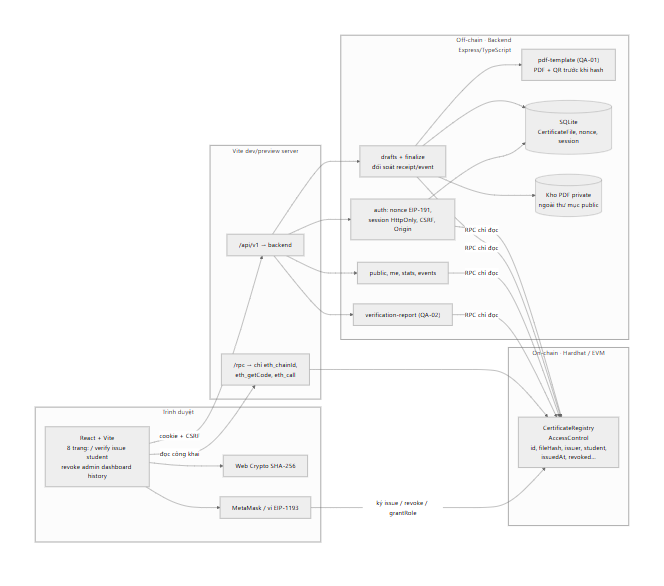 Off-chain · Backend
Express/TypeScript
pdf-template (QA-01)
PDF + QR trước khi hash
SQLite
CertificateFile, nonce,
session
Kho PDF private
ngoài thư mục public
drafts + finalize
đối soát receipt/event
auth: nonce EIP-191,
session HttpOnly, CSRF,
Origin
public, me, stats, events
verification-report (QA-02)
RPC chỉ đọc
RPC chỉ đọc
RPC chỉ đọc
RPC chỉ đọc
Vite dev/preview server
/api/v1 → backend
/rpc → chỉ eth_chainId,
eth_getCode, eth_call
On-chain · Hardhat / EVM
CertificateRegistry
AccessControl
id, fileHash, issuer, student,
issuedAt, revoked...
Trình duyệt
React + Vite
8 trang: / verify issue
student
revoke admin dashboard
history
cookie + CSRF
đọc công khai
Web Crypto SHA-256
MetaMask / ví EIP-1193
ký issue / revoke /
grantRole